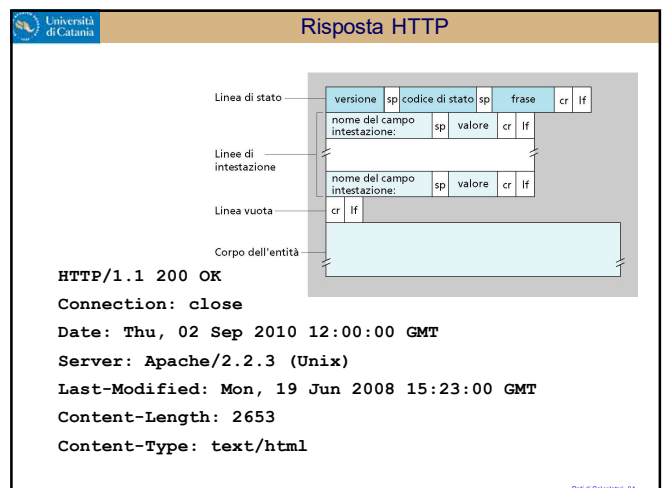 Università
di Catania
Risposta HTTP
Linea di stato
versione sp codice di stato sp frase cr lf
nome del campo
intestazione: sp valore cr lf
Linee di
intestazione
nome del campo
intestazione: sp valore cr lf
Linea vuota
cr lf
Corpo dell'entità
HTTP/1.1 200 OK
Connection: close
Date: Thu, 02 Sep 2010 12:00:00 GMT
Server: Apache/2.2.3 (Unix)
Last-Modified: Mon, 19 Jun 2008 15:23:00 GMT
Content-Length: 2653
Content-Type: text/html